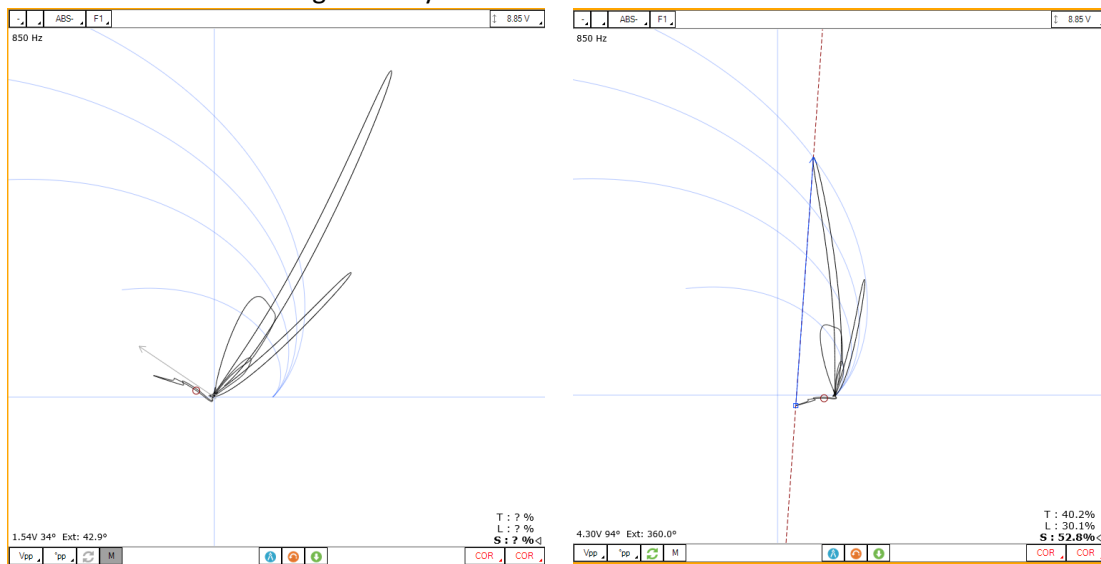 - ABS- F1 8.85 V
850 Hz
T : ? %
L : ? %
1.54V 34° Ext: 42.9°
S : ? %
Vpp °pp M COR COR
- ABS- F1 8.85 V
850 Hz
T : 40.2%
L : 30.1%
4.30V 94° Ext: 360.0°
S : 52.8%
Vpp °pp M COR COR